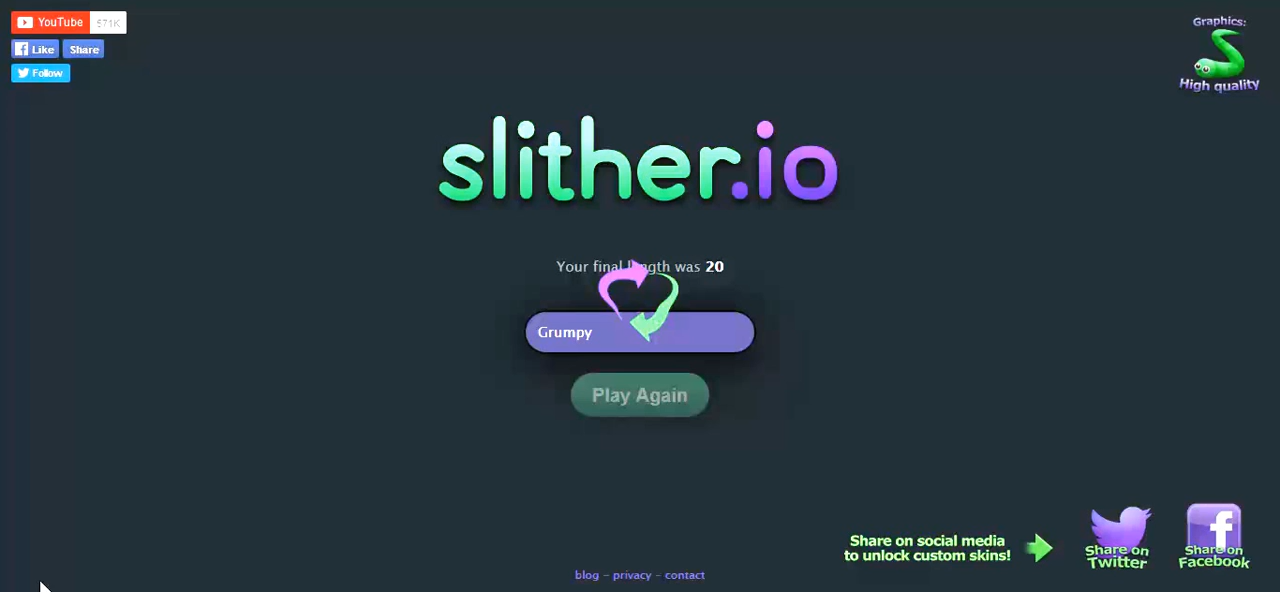 YouTube 571K
Like Share
Follow
Graphics:
High quality
slither.io
Your final length was 20
Grumpy
Play Again
Share on social media
to unlock custom skins!
Share on
Twitter
Share on
Facebook
blog – privacy – contact